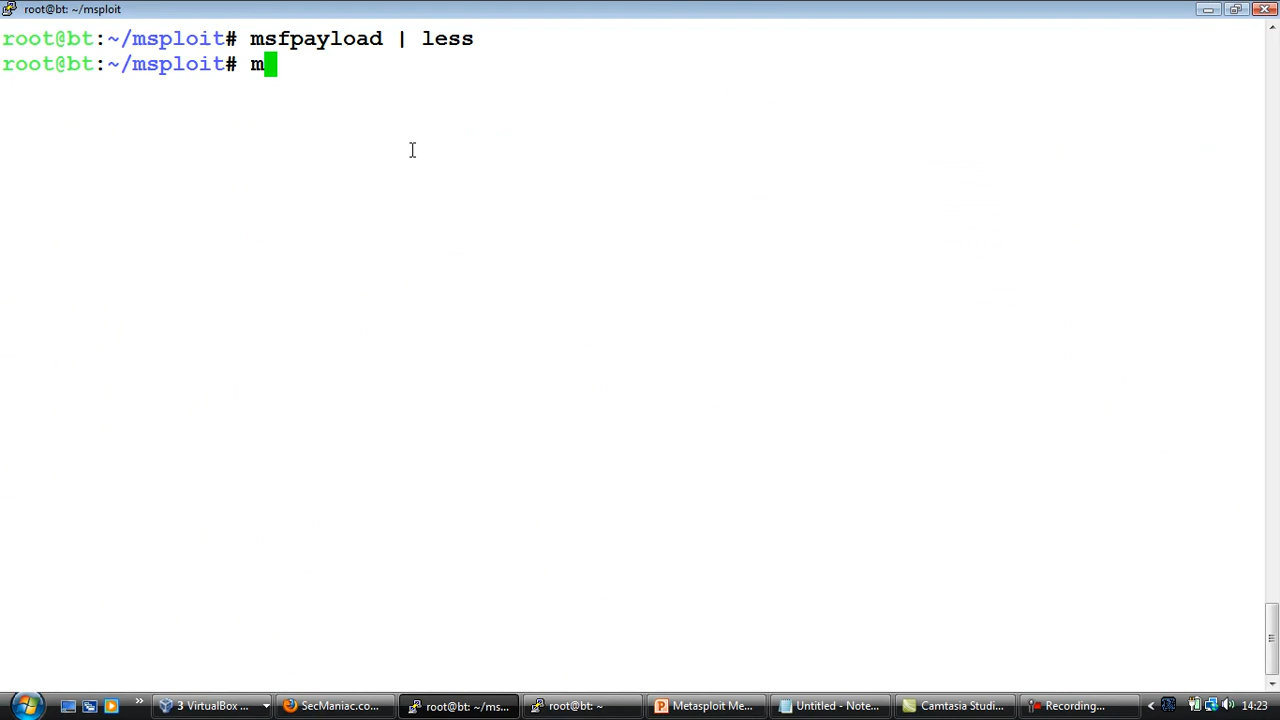 root@bt: ~/msploit
root@bt:~/msploit# msfpayload | less
root@bt:~/msploit# m
3 VirtualBox ...
SecManiac.co...
root@bt: ~/ms...
root@bt: ~
Metasploit Me...
Untitled - Note...
Camtasia Studi...
Recording...
14:23